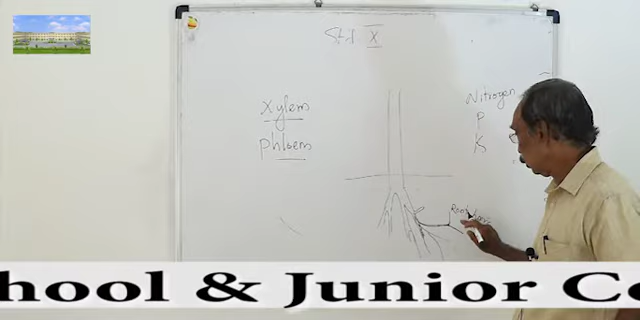 Std X
Xylem
Phloem
Nitrogen
P
K
Root
hool & Junior Co